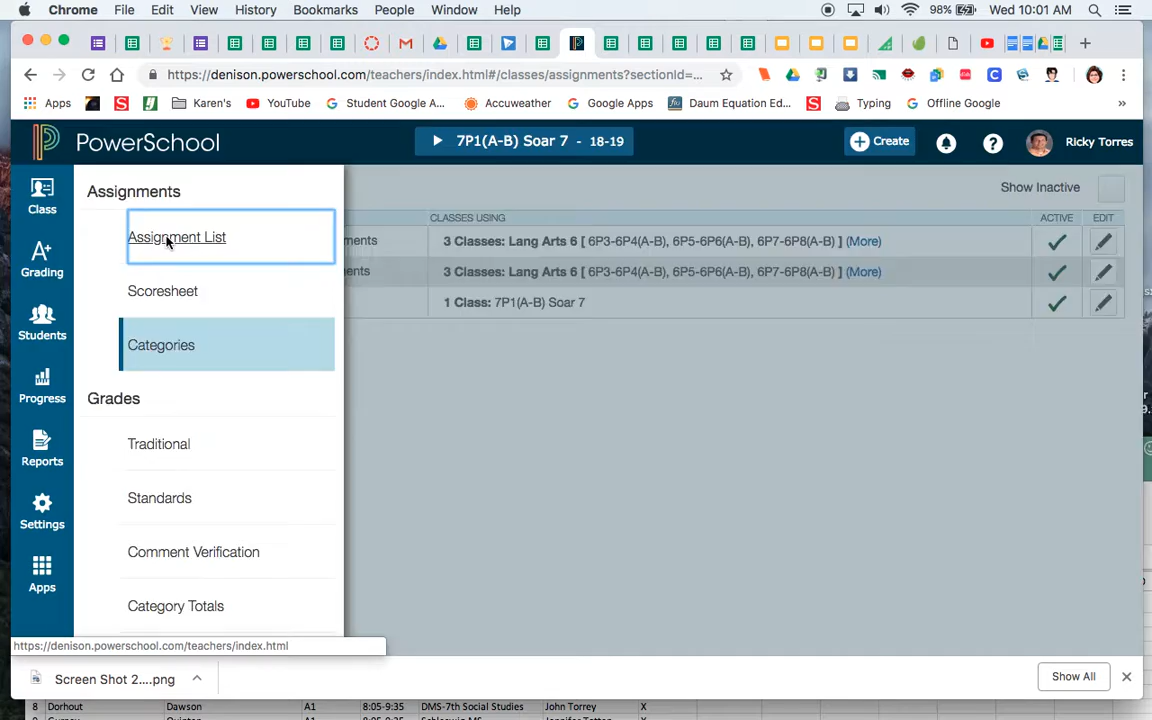 Chrome File Edit View History Bookmarks People Window Help 98% Wed 10:01 AM
https://denison.powerschool.com/teachers/index.html#/classes/assignments?sectionId=...
Apps Karen's YouTube Student Google A... Accuweather Google Apps Daum Equation Ed... Typing Offline Google »
PowerSchool 7P1(A-B) Soar 7 - 18-19 Create Ricky Torres
Class
Grading
Students
Progress
Reports
Settings
Apps
Assignments
Assignment List
Scoresheet
Categories
Grades
Traditional
Standards
Comment Verification
Category Totals
Show Inactive
CLASSES USING ACTIVE EDIT
ments 3 Classes: Lang Arts 6 [ 6P3-6P4(A-B), 6P5-6P6(A-B), 6P7-6P8(A-B) ] (More)
ents 3 Classes: Lang Arts 6 [ 6P3-6P4(A-B), 6P5-6P6(A-B), 6P7-6P8(A-B) ] (More)
1 Class: 7P1(A-B) Soar 7
https://denison.powerschool.com/teachers/index.html
Screen Shot 2....png Show All
8 Dorhout Dawson A1 8:05-9:35 DMS-7th Social Studies John Torrey X